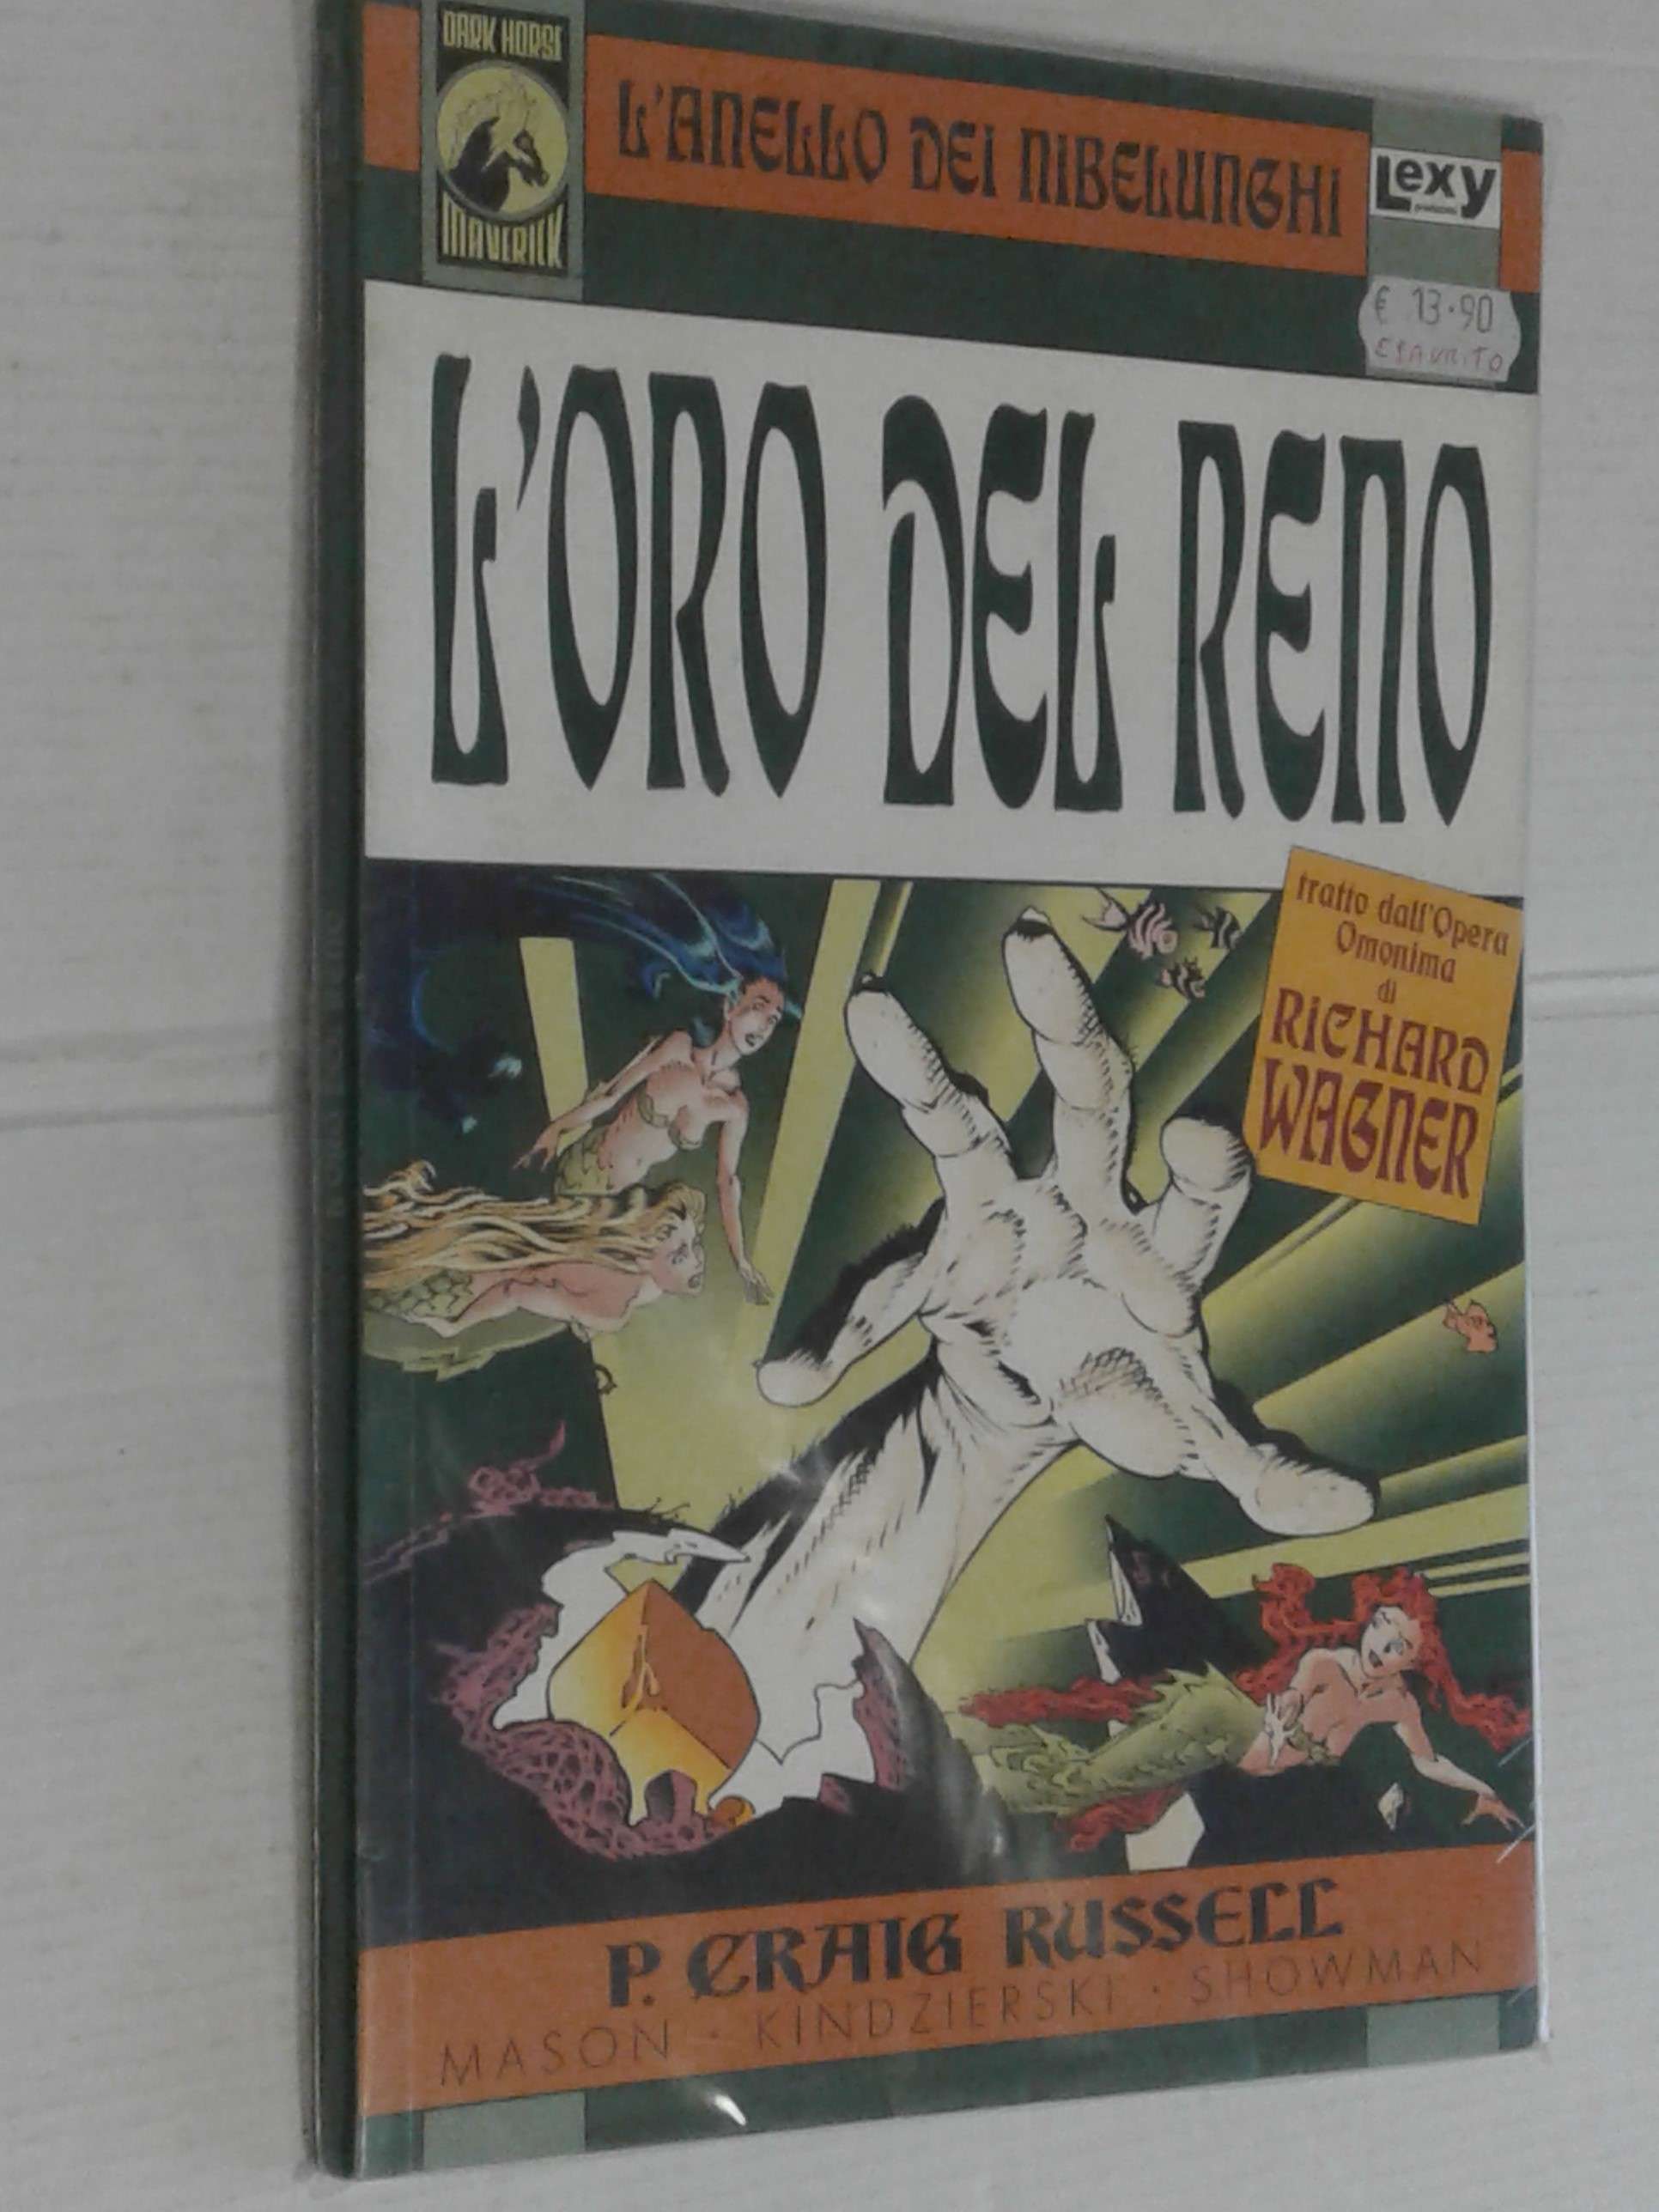 DARK HORSE
MAVERICK
L'ANELLO DEI NIBELUNGHI
Lexy
€ 13.90
ESAURITO
L'ORO DEL RENO
tratto dall'Opera
Omonima
di
RICHARD
WAGNER
P. CRAIG RUSSELL
MASON · KINDZIERSKI · SHOWMAN